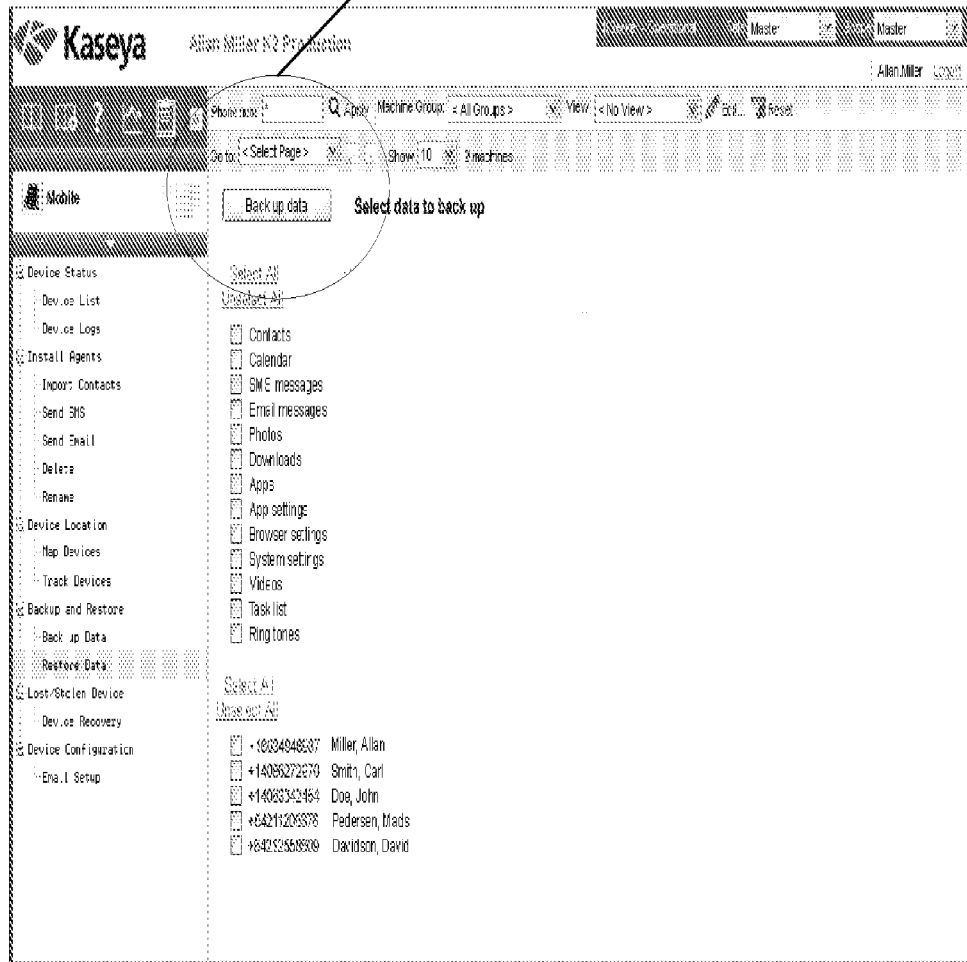 Kaseya
Allan Miller K2 Production
Master
Master
Allan.Miller Logoff
Apply Machine Group: < All Groups > View: < No View > Edit... Reset
Go to: < Select Page > Show 10 machines
Mobile
Back up data Select data to back up
Select All
Unselect All
Contacts
Calendar
SMS messages
Email messages
Photos
Downloads
Apps
App settings
Browser settings
System settings
Videos
Task list
Ring tones
Select All
Unselect All
Miller, Allan
Smith, Carl
Doe, John
Pedersen, Mads
Davidson, David
Device Status
Device List
Device Logs
Install Agents
Import Contacts
Send SMS
Send Email
Delete
Rename
Device Location
Map Devices
Track Devices
Backup and Restore
Back up Data
Restore Data
Lost/Stolen Device
Device Recovery
Device Configuration
Email Setup